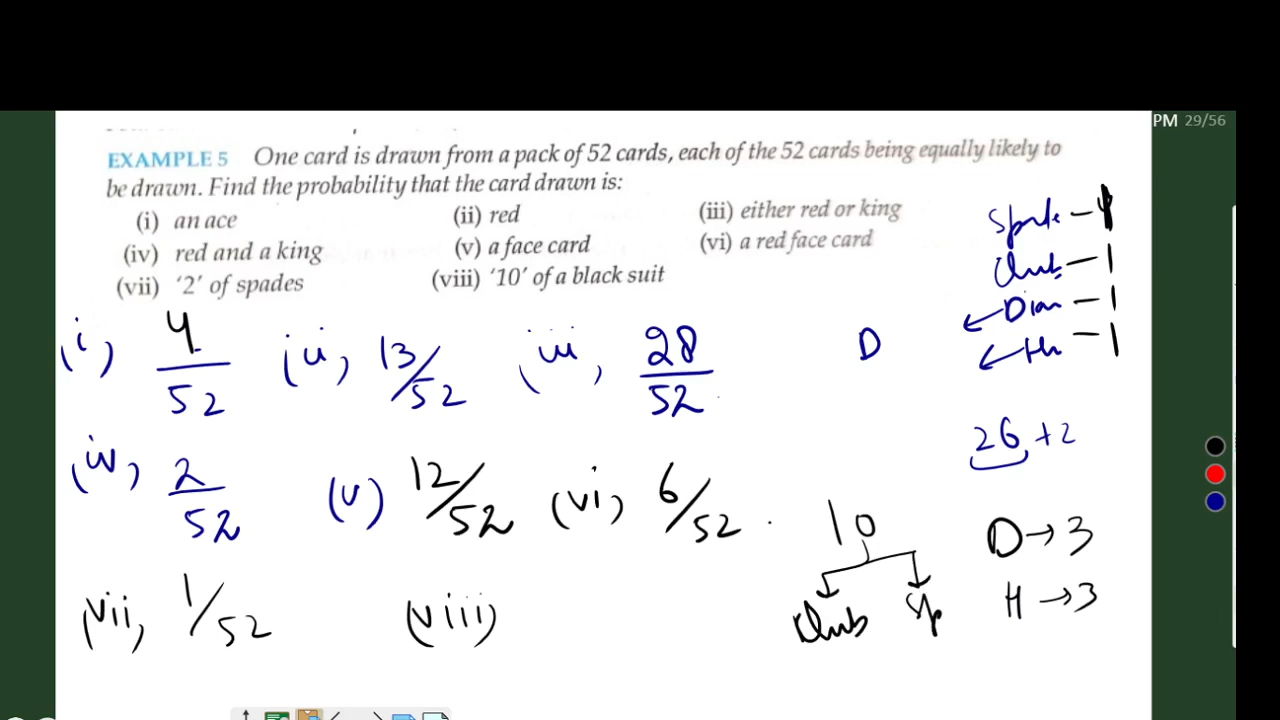 PM 29/56
EXAMPLE 5 One card is drawn from a pack of 52 cards, each of the 52 cards being equally likely to
be drawn. Find the probability that the card drawn is:
(i) an ace (ii) red (iii) either red or king
(iv) red and a king (v) a face card (vi) a red face card
(vii) '2' of spades (viii) '10' of a black suit
Spade – 4
Club – 1
Dia – 1
H – 1
(i) 4/52 (ii) 13/52 (iii) 28/52 D
26 + 2
(iv) 2/52 (v) 12/52 (vi) 6/52
10 D → 3
Club Sp H → 3
(vii) 1/52 (viii)